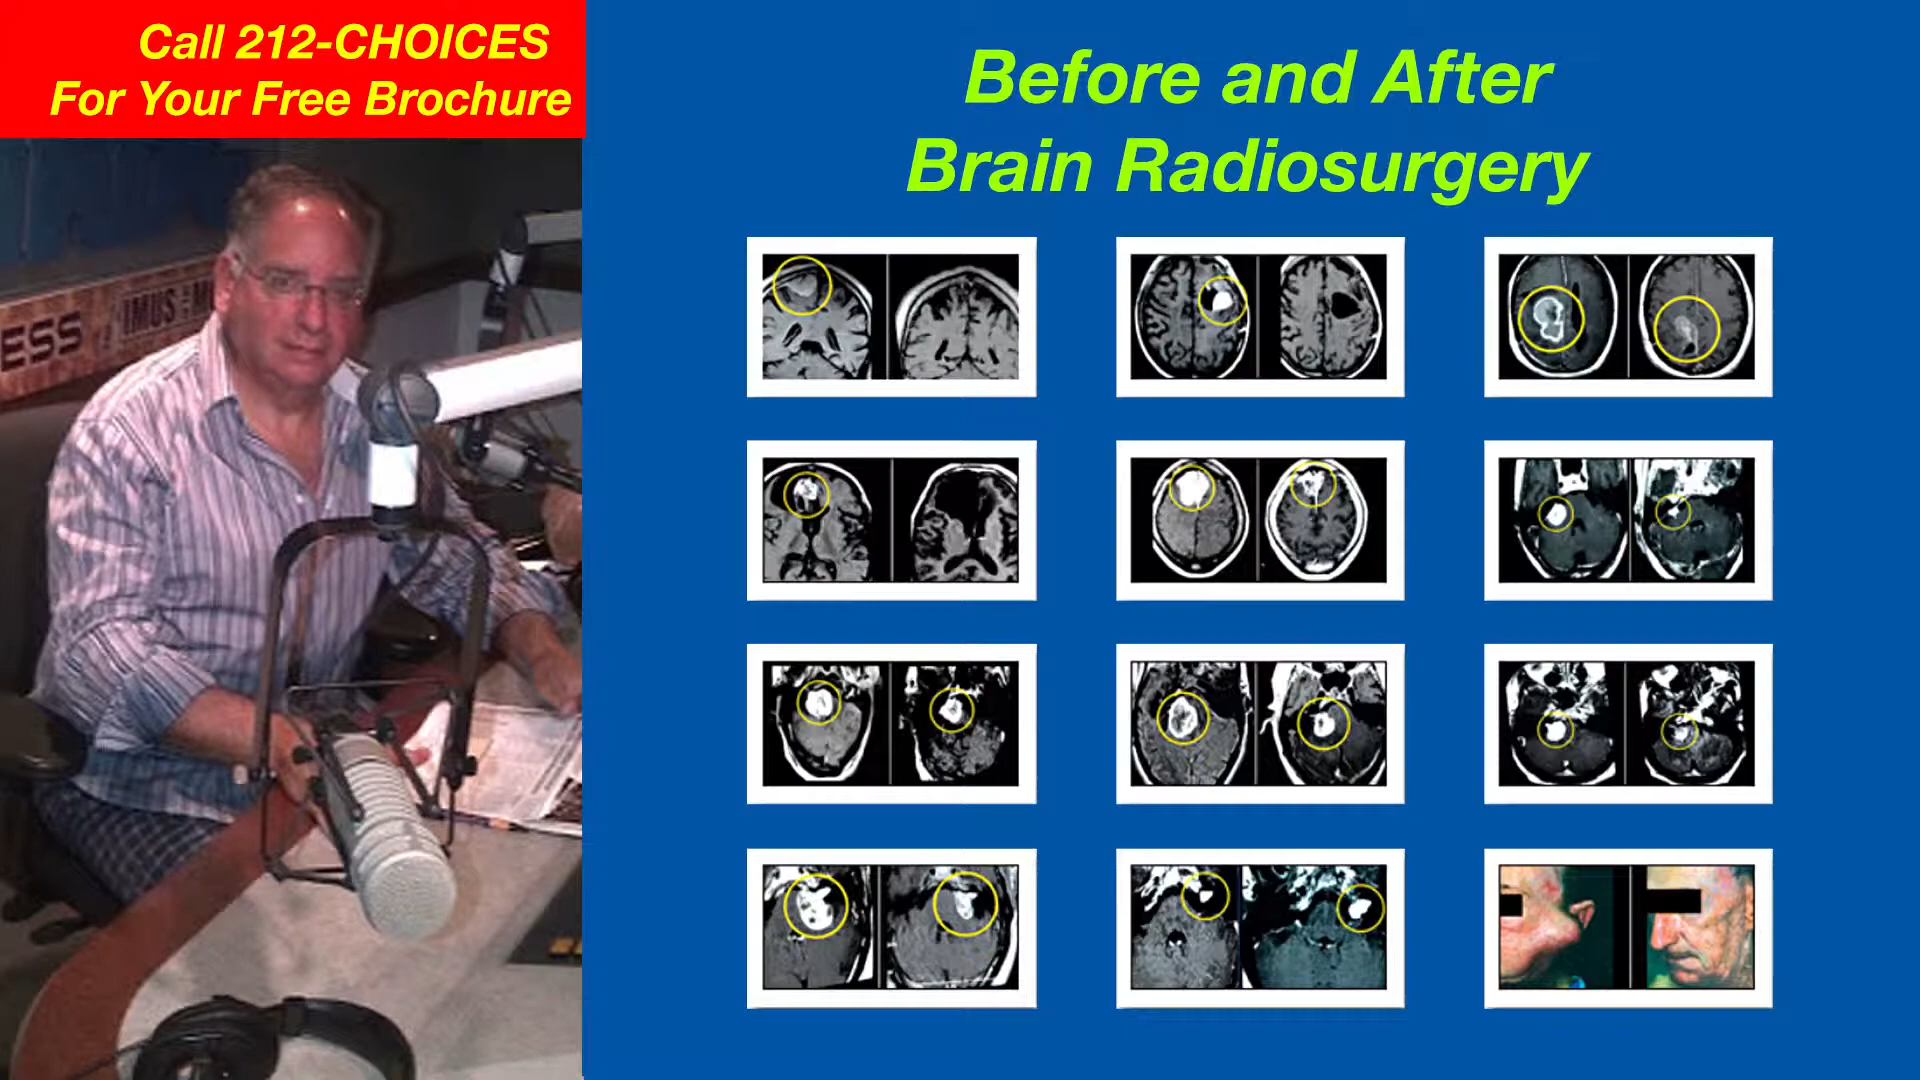 Call 212-CHOICES
For Your Free Brochure
Before and After
Brain Radiosurgery
ESS
IMUS